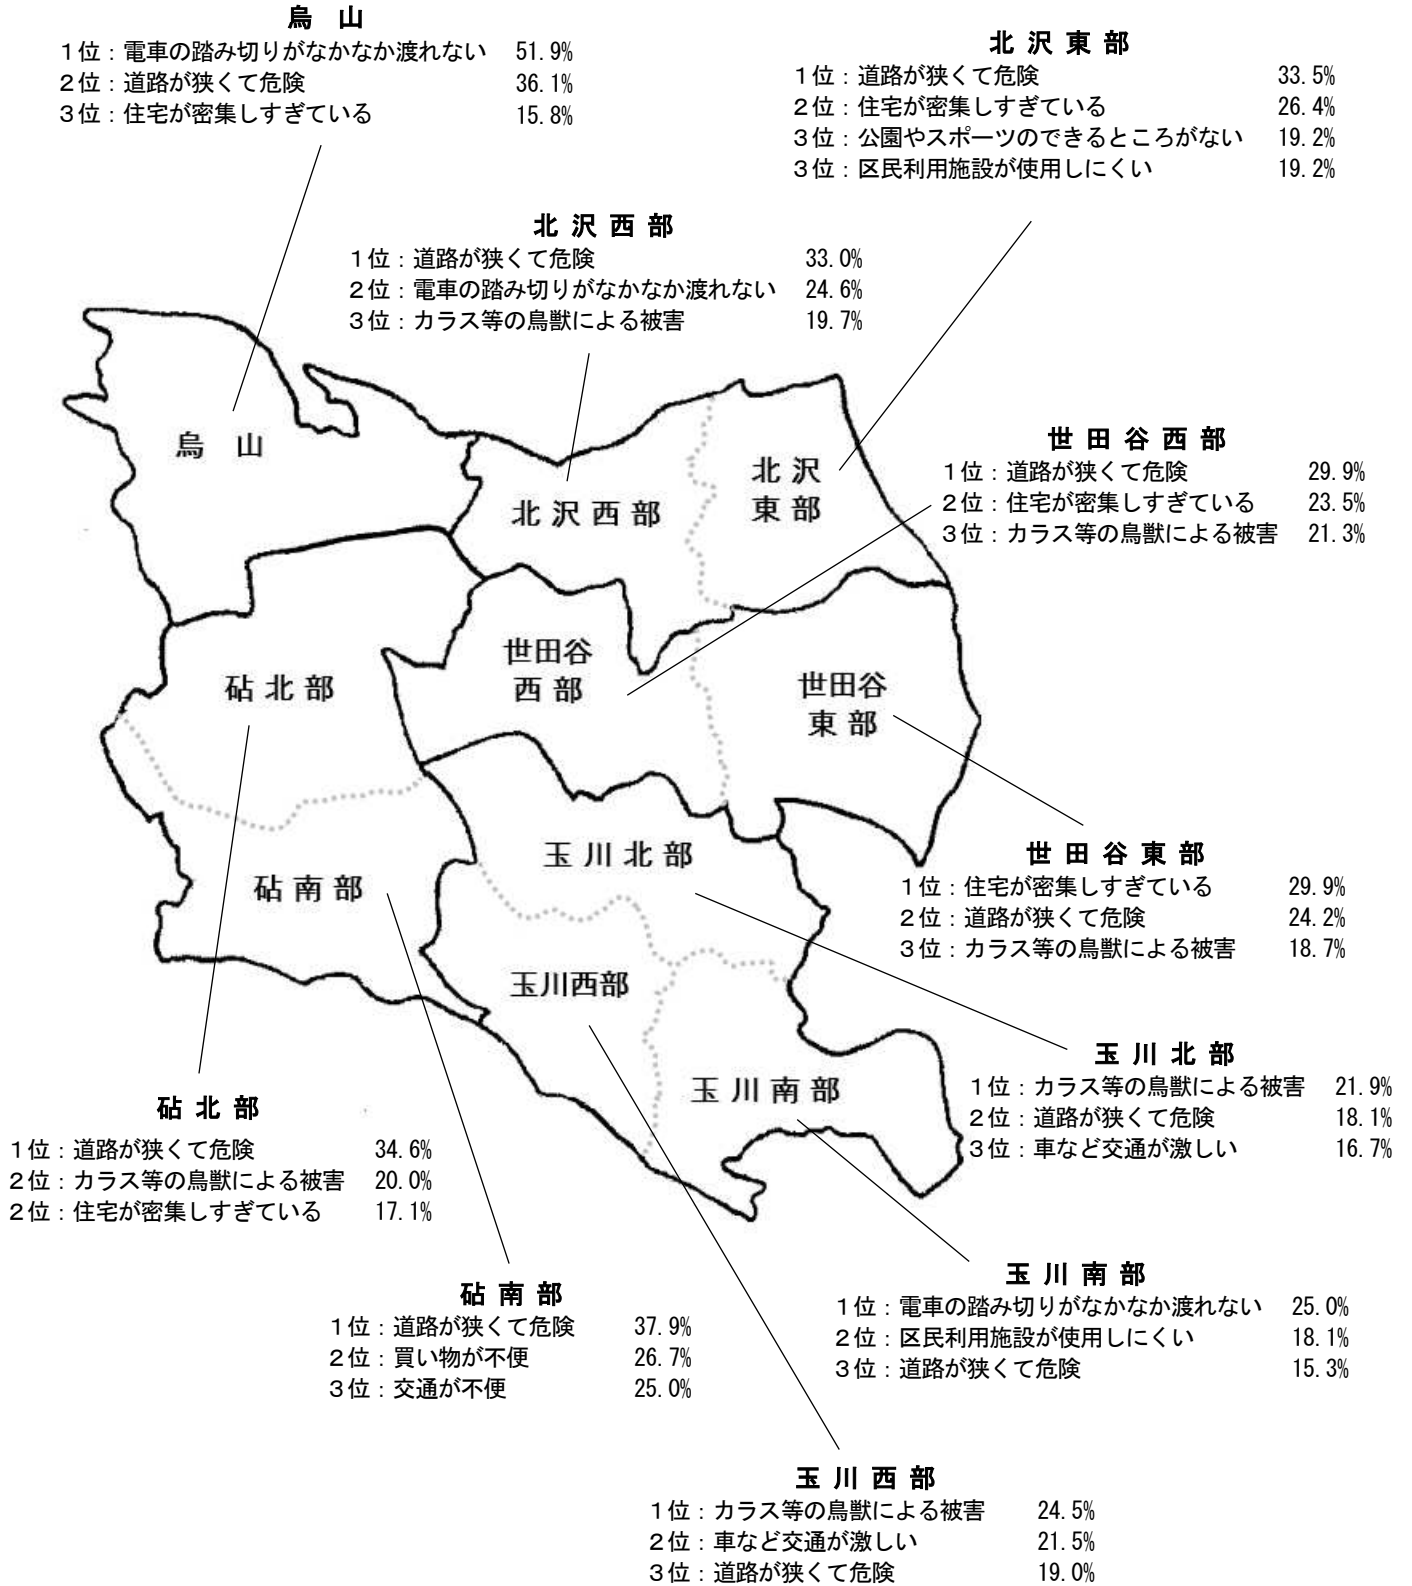 烏 山
1位：電車の踏み切りがなかなか渡れない 51.9%
2位：道路が狭くて危険 36.1%
3位：住宅が密集しすぎている 15.8%
北 沢 東 部
1位：道路が狭くて危険 33.5%
2位：住宅が密集しすぎている 26.4%
3位：公園やスポーツのできるところがない 19.2%
3位：区民利用施設が使用しにくい 19.2%
北 沢 西 部
1位：道路が狭くて危険 33.0%
2位：電車の踏み切りがなかなか渡れない 24.6%
3位：カラス等の鳥獣による被害 19.7%
烏 山
北 沢 西 部
北 沢
東 部
世 田 谷 西 部
1位：道路が狭くて危険 29.9%
2位：住宅が密集しすぎている 23.5%
3位：カラス等の鳥獣による被害 21.3%
砧 北 部
世田谷
西 部
世田谷
東 部
世 田 谷 東 部
1位：住宅が密集しすぎている 29.9%
2位：道路が狭くて危険 24.2%
3位：カラス等の鳥獣による被害 18.7%
砧 南 部
玉 川 北 部
玉川西部
玉 川 南 部
玉 川 北 部
1位：カラス等の鳥獣による被害 21.9%
2位：道路が狭くて危険 18.1%
3位：車など交通が激しい 16.7%
砧 北 部
1位：道路が狭くて危険 34.6%
2位：カラス等の鳥獣による被害 20.0%
2位：住宅が密集しすぎている 17.1%
砧 南 部
1位：道路が狭くて危険 37.9%
2位：買い物が不便 26.7%
3位：交通が不便 25.0%
玉 川 南 部
1位：電車の踏み切りがなかなか渡れない 25.0%
2位：区民利用施設が使用しにくい 18.1%
3位：道路が狭くて危険 15.3%
玉 川 西 部
1位：カラス等の鳥獣による被害 24.5%
2位：車など交通が激しい 21.5%
3位：道路が狭くて危険 19.0%